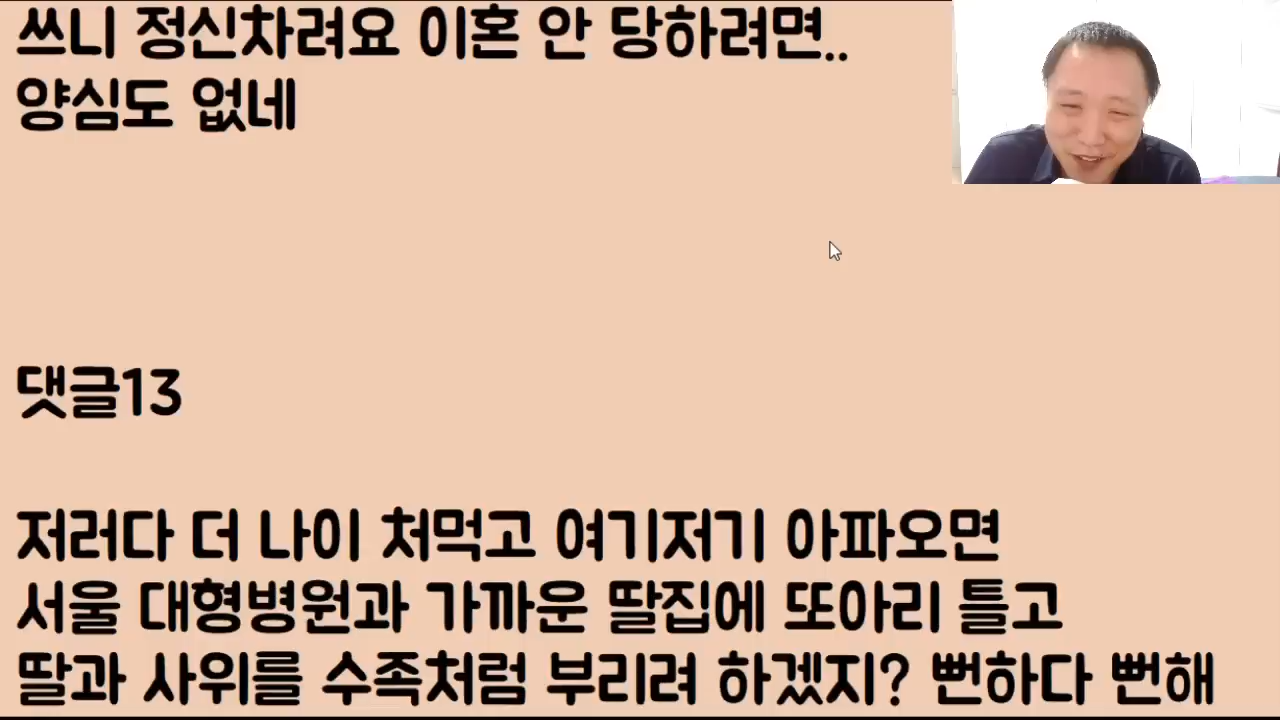 쓰니 정신차려요 이혼 안 당하려면..
양심도 없네
댓글13
저러다 더 나이 처먹고 여기저기 아파오면
서울 대형병원과 가까운 딸집에 또아리 틀고
딸과 사위를 수족처럼 부리려 하겠지? 뻔하다 뻔해